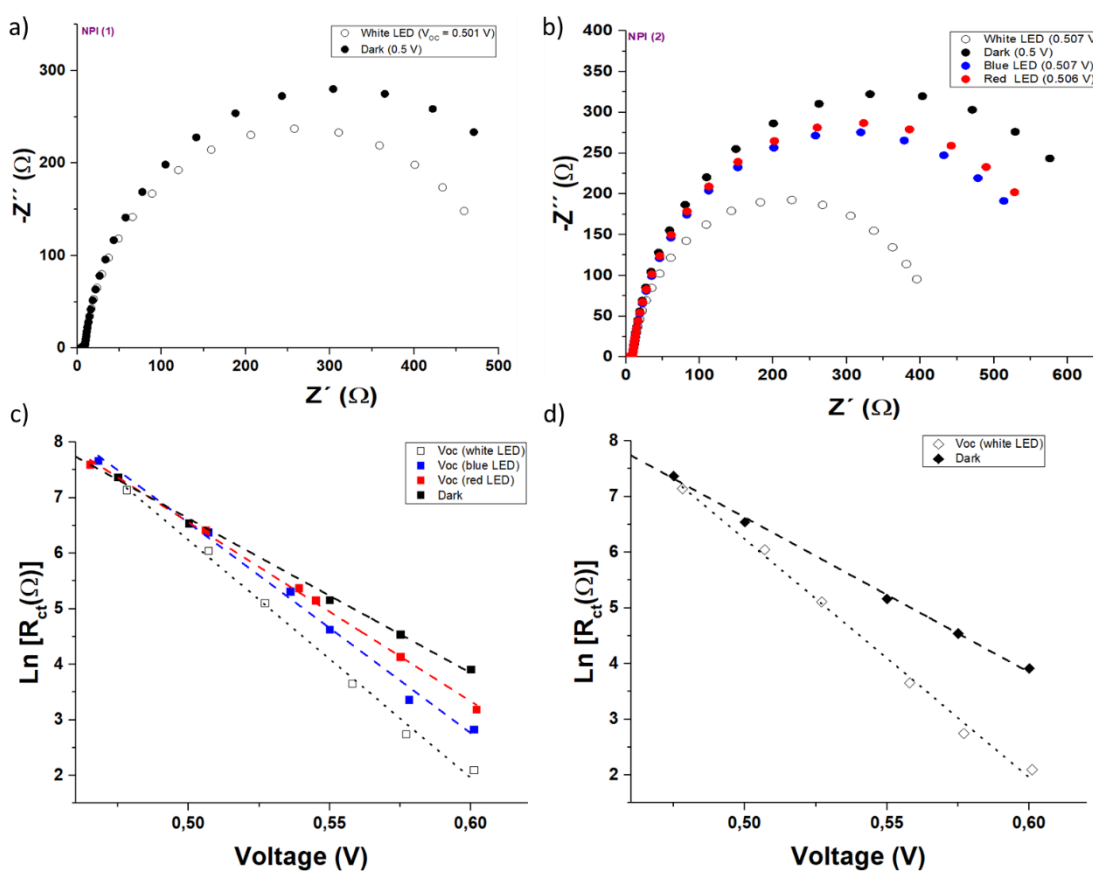 a)
NPI (1)
White LED (V_OC = 0.501 V)
Dark (0.5 V)
300
200
100
0
-Z´´ (Ω)
0 100 200 300 400 500
Z´ (Ω)
b)
NPI (2)
White LED (0.507 V)
Dark (0.5 V)
Blue LED (0.507 V)
Red LED (0.506 V)
400
350
300
250
200
150
100
50
0
-Z´´ (Ω)
0 100 200 300 400 500 600
Z´ (Ω)
c)
Voc (white LED)
Voc (blue LED)
Voc (red LED)
Dark
8
7
6
5
4
3
2
Ln [R_ct(Ω)]
0,50 0,55 0,60
Voltage (V)
d)
Voc (white LED)
Dark
8
7
6
5
4
3
2
Ln [R_ct(Ω)]
0,50 0,55 0,60
Voltage (V)